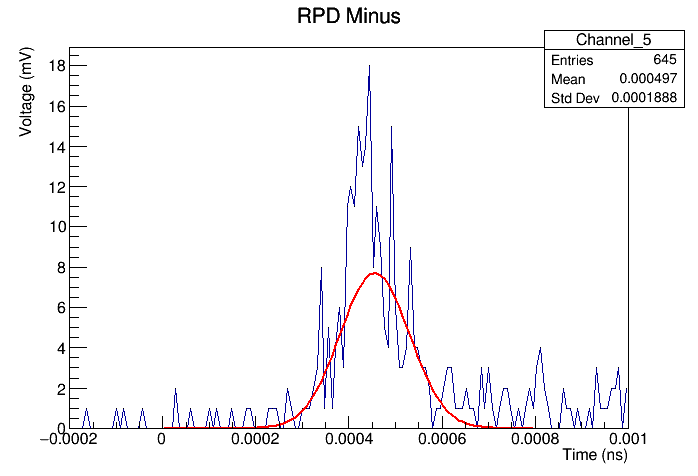 RPD Minus
Channel_5
Entries 645
Mean 0.000497
Std Dev 0.0001888
Voltage (mV)
18
16
14
12
10
8
6
4
2
0
−0.0002 0 0.0002 0.0004 0.0006 0.0008 0.001
Time (ns)